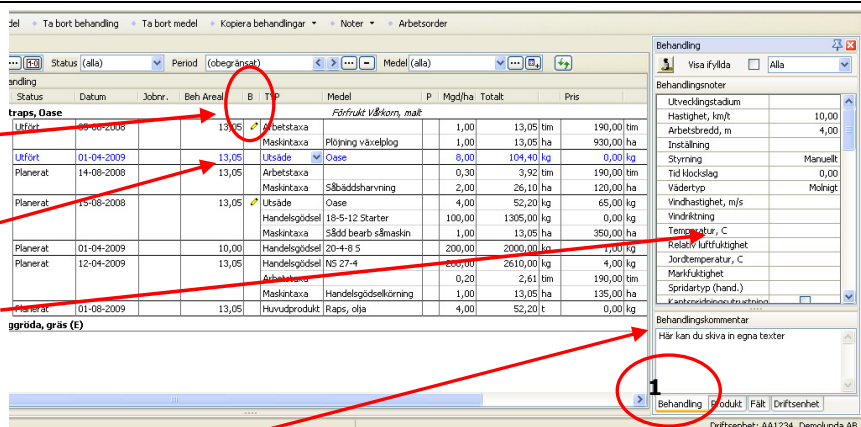 del Ta bort behandling Ta bort medel Kopiera behandlingar Noter Arbetsorder
Status (alla) Period (obegränsat) Medel (alla)
andling
Status Datum Jobnr. Beh Areal B TYP Medel P Mgd/ha Totalt Pris
traps, Oase Förfrukt Vårkorn, malt
Utfört 05-08-2008 13,05 Arbetstaxa 1,00 13,05 tim 190,00 tim
Maskintaxa Plöjning växelplog 1,00 13,05 ha 930,00 ha
Utfört 01-04-2009 13,05 Utsäde Oase 8,00 104,40 kg 0,00 kg
Planerat 14-08-2008 13,05 Arbetstaxa 0,30 3,92 tim 190,00 tim
Maskintaxa Såbäddsharvning 2,00 26,10 ha 120,00 ha
Planerat 15-08-2008 13,05 Utsäde Oase 4,00 52,20 kg 65,00 kg
Handelsgödsel 18-5-12 Starter 100,00 1305,00 kg 0,00 kg
Maskintaxa Sådd bearb såmaskin 1,00 13,05 ha 350,00 ha
Planerat 01-04-2009 10,00 Handelsgödsel 20-4-8 S 200,00 2000,00 kg 1,00 kg
Planerat 12-04-2009 13,05 Handelsgödsel NS 27-4 200,00 2610,00 kg 4,00 kg
Arbetstaxa 0,20 2,61 tim 190,00 tim
Maskintaxa Handelsgödselkörning 1,00 13,05 ha 135,00 ha
Planerat 01-08-2009 13,05 Huvudprodukt Raps, olja 4,00 52,20 t 0,00 kg
ggröda, gräs (E)
Behandling
Visa ifyllda Alla
Behandlingsnoter
Utvecklingstadium
Hastighet, km/t 10,00
Arbetsbredd, m 4,00
Inställning
Styrning Manuellt
Tid klockslag 0,00
Vädertyp Molnigt
Vindhastighet, m/s
Vindriktning
Temperatur, C
Relativ luftfuktighet
Jordtemperatur, C
Markfuktighet
Spridartyp (hand.)
Kantspridningsutrustning
Behandlingskommentar
Här kan du skiva in egna texter
1
Behandling Produkt Fält Driftsenhet
Driftsenhet: AA1234, Demolunda AB